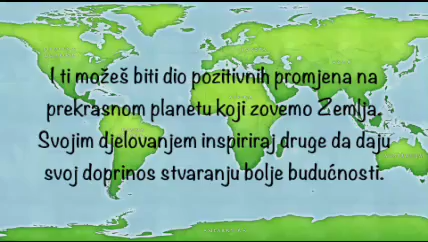 I ti možeš biti dio pozitivnih promjena na
prekrasnom planetu koji zovemo Zemlja.
Svojim djelovanjem inspiriraj druge da daju
svoj doprinos stvaranju bolje budućnosti.